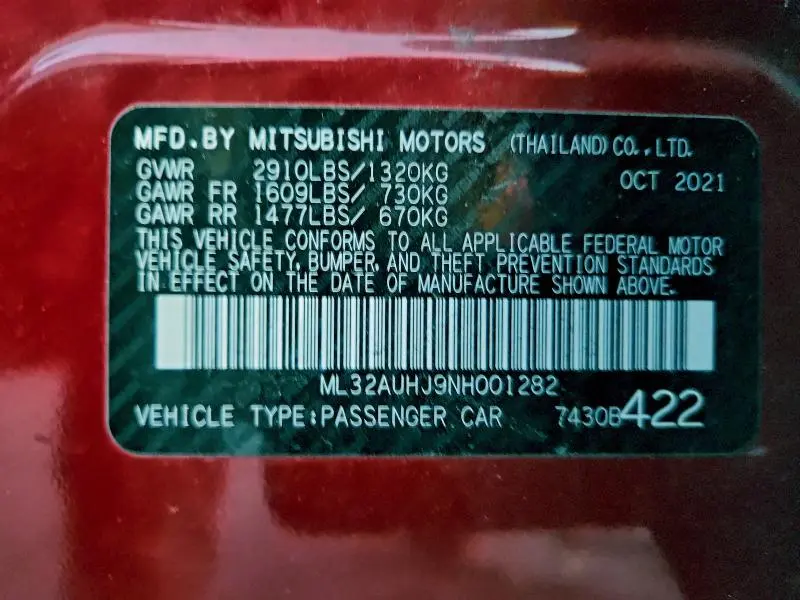 MFD.BY MITSUBISHI MOTORS (THAILAND) CO.,LTD.
GVWR 2910LBS/1320KG OCT 2021
GAWR FR 1609LBS/ 730KG
GAWR RR 1477LBS/ 670KG
THIS VEHICLE CONFORMS TO ALL APPLICABLE FEDERAL MOTOR
VEHICLE SAFETY, BUMPER, AND THEFT PREVENTION STANDARDS
IN EFFECT ON THE DATE OF MANUFACTURE SHOWN ABOVE.
ML32AUHJ9NH001282
VEHICLE TYPE:PASSENGER CAR 7430B422